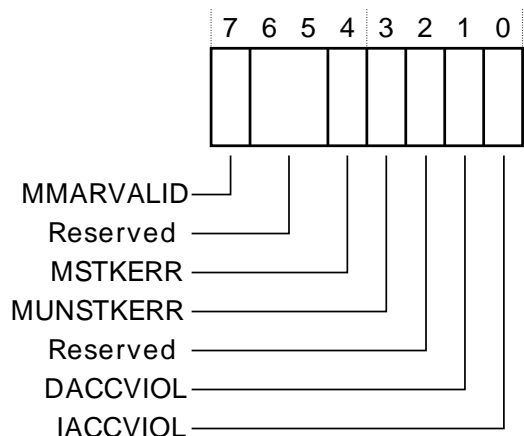 7 6 5 4 3 2 1 0
MMARVALID
Reserved
MSTKERR
MUNSTKERR
Reserved
DACCVIOL
IACCVIOL